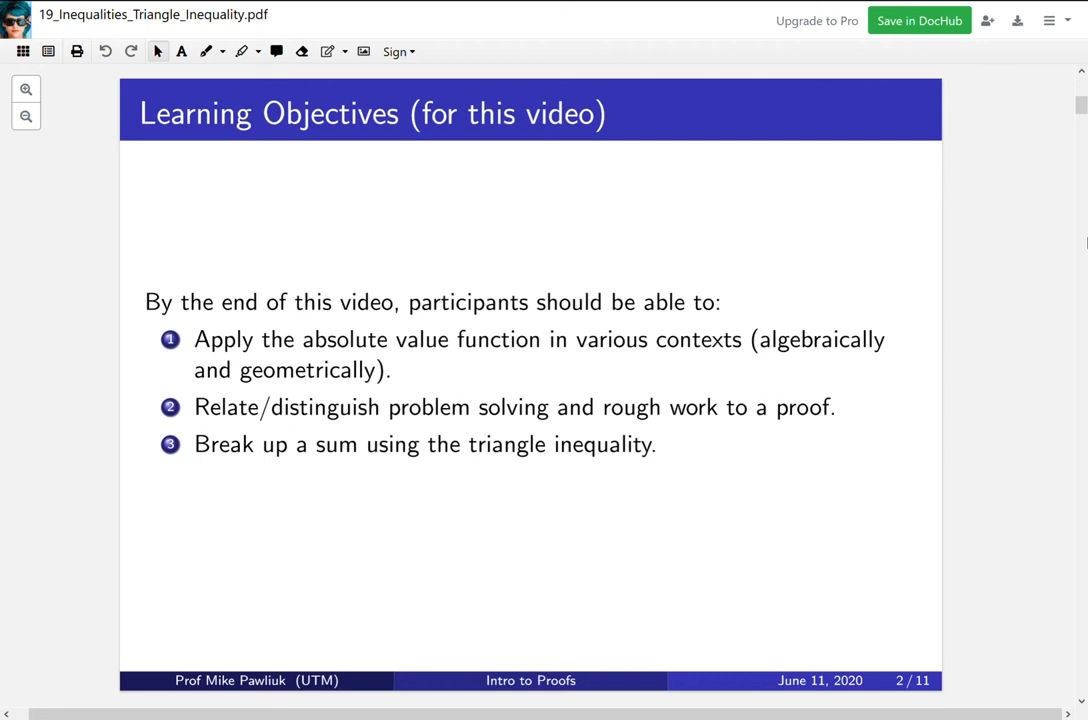 19_Inequalities_Triangle_Inequality.pdf
Upgrade to Pro
Save in DocHub
A
Sign
Learning Objectives (for this video)
By the end of this video, participants should be able to:
1 Apply the absolute value function in various contexts (algebraically
and geometrically).
2 Relate/distinguish problem solving and rough work to a proof.
3 Break up a sum using the triangle inequality.
Prof Mike Pawliuk (UTM) Intro to Proofs June 11, 2020 2 / 11